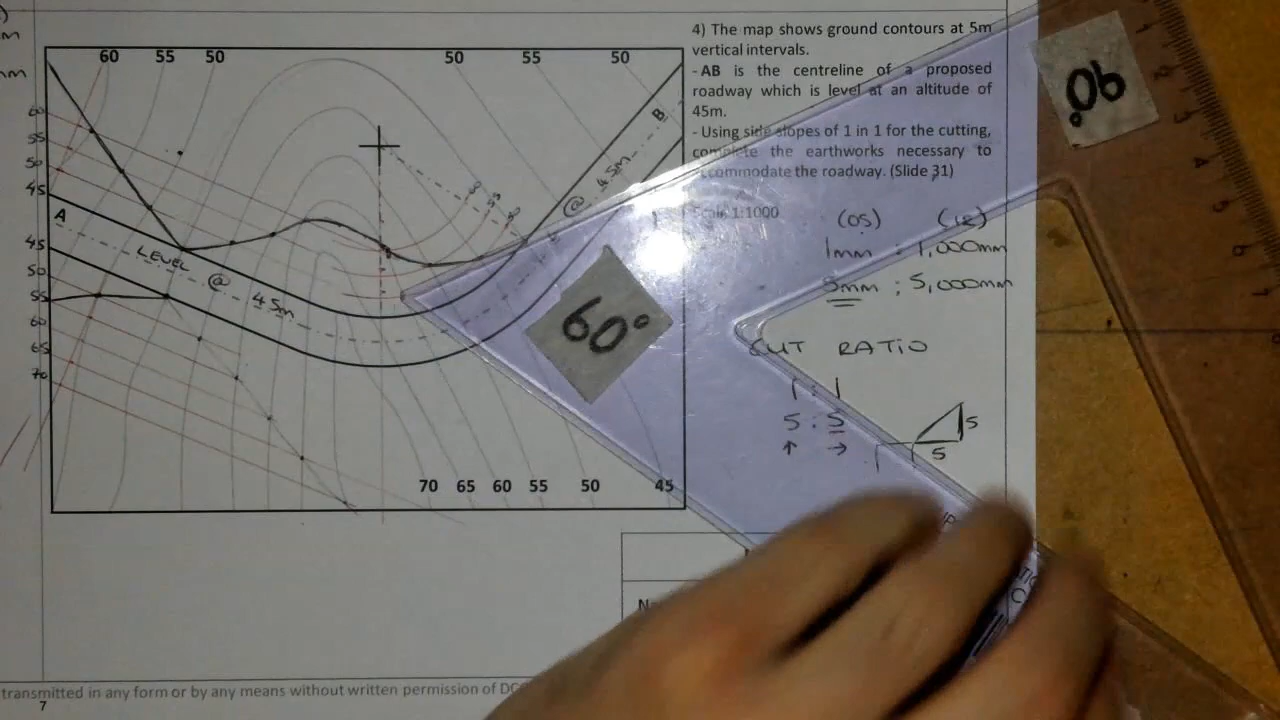 60 55 50 50 55 50
4) The map shows ground contours at 5m
vertical intervals.
- AB is the centreline of a proposed
roadway which is level at an altitude of
45m.
- Using side slopes of 1 in 1 for the cutting,
complete the earthworks necessary to
accommodate the roadway. (Slide 31)
Scale 1:1000
(OS)
1mm : 1,000mm
5mm : 5,000mm
CUT RATIO
1 : 1
5 : 5
5
5
60
55
50
45
A
45
50
55
60
65
70
LEVEL @ 45m
@ 45m
B
60°
90°
70 65 60 55 50 45
transmitted in any form or by any means without written permission of
7